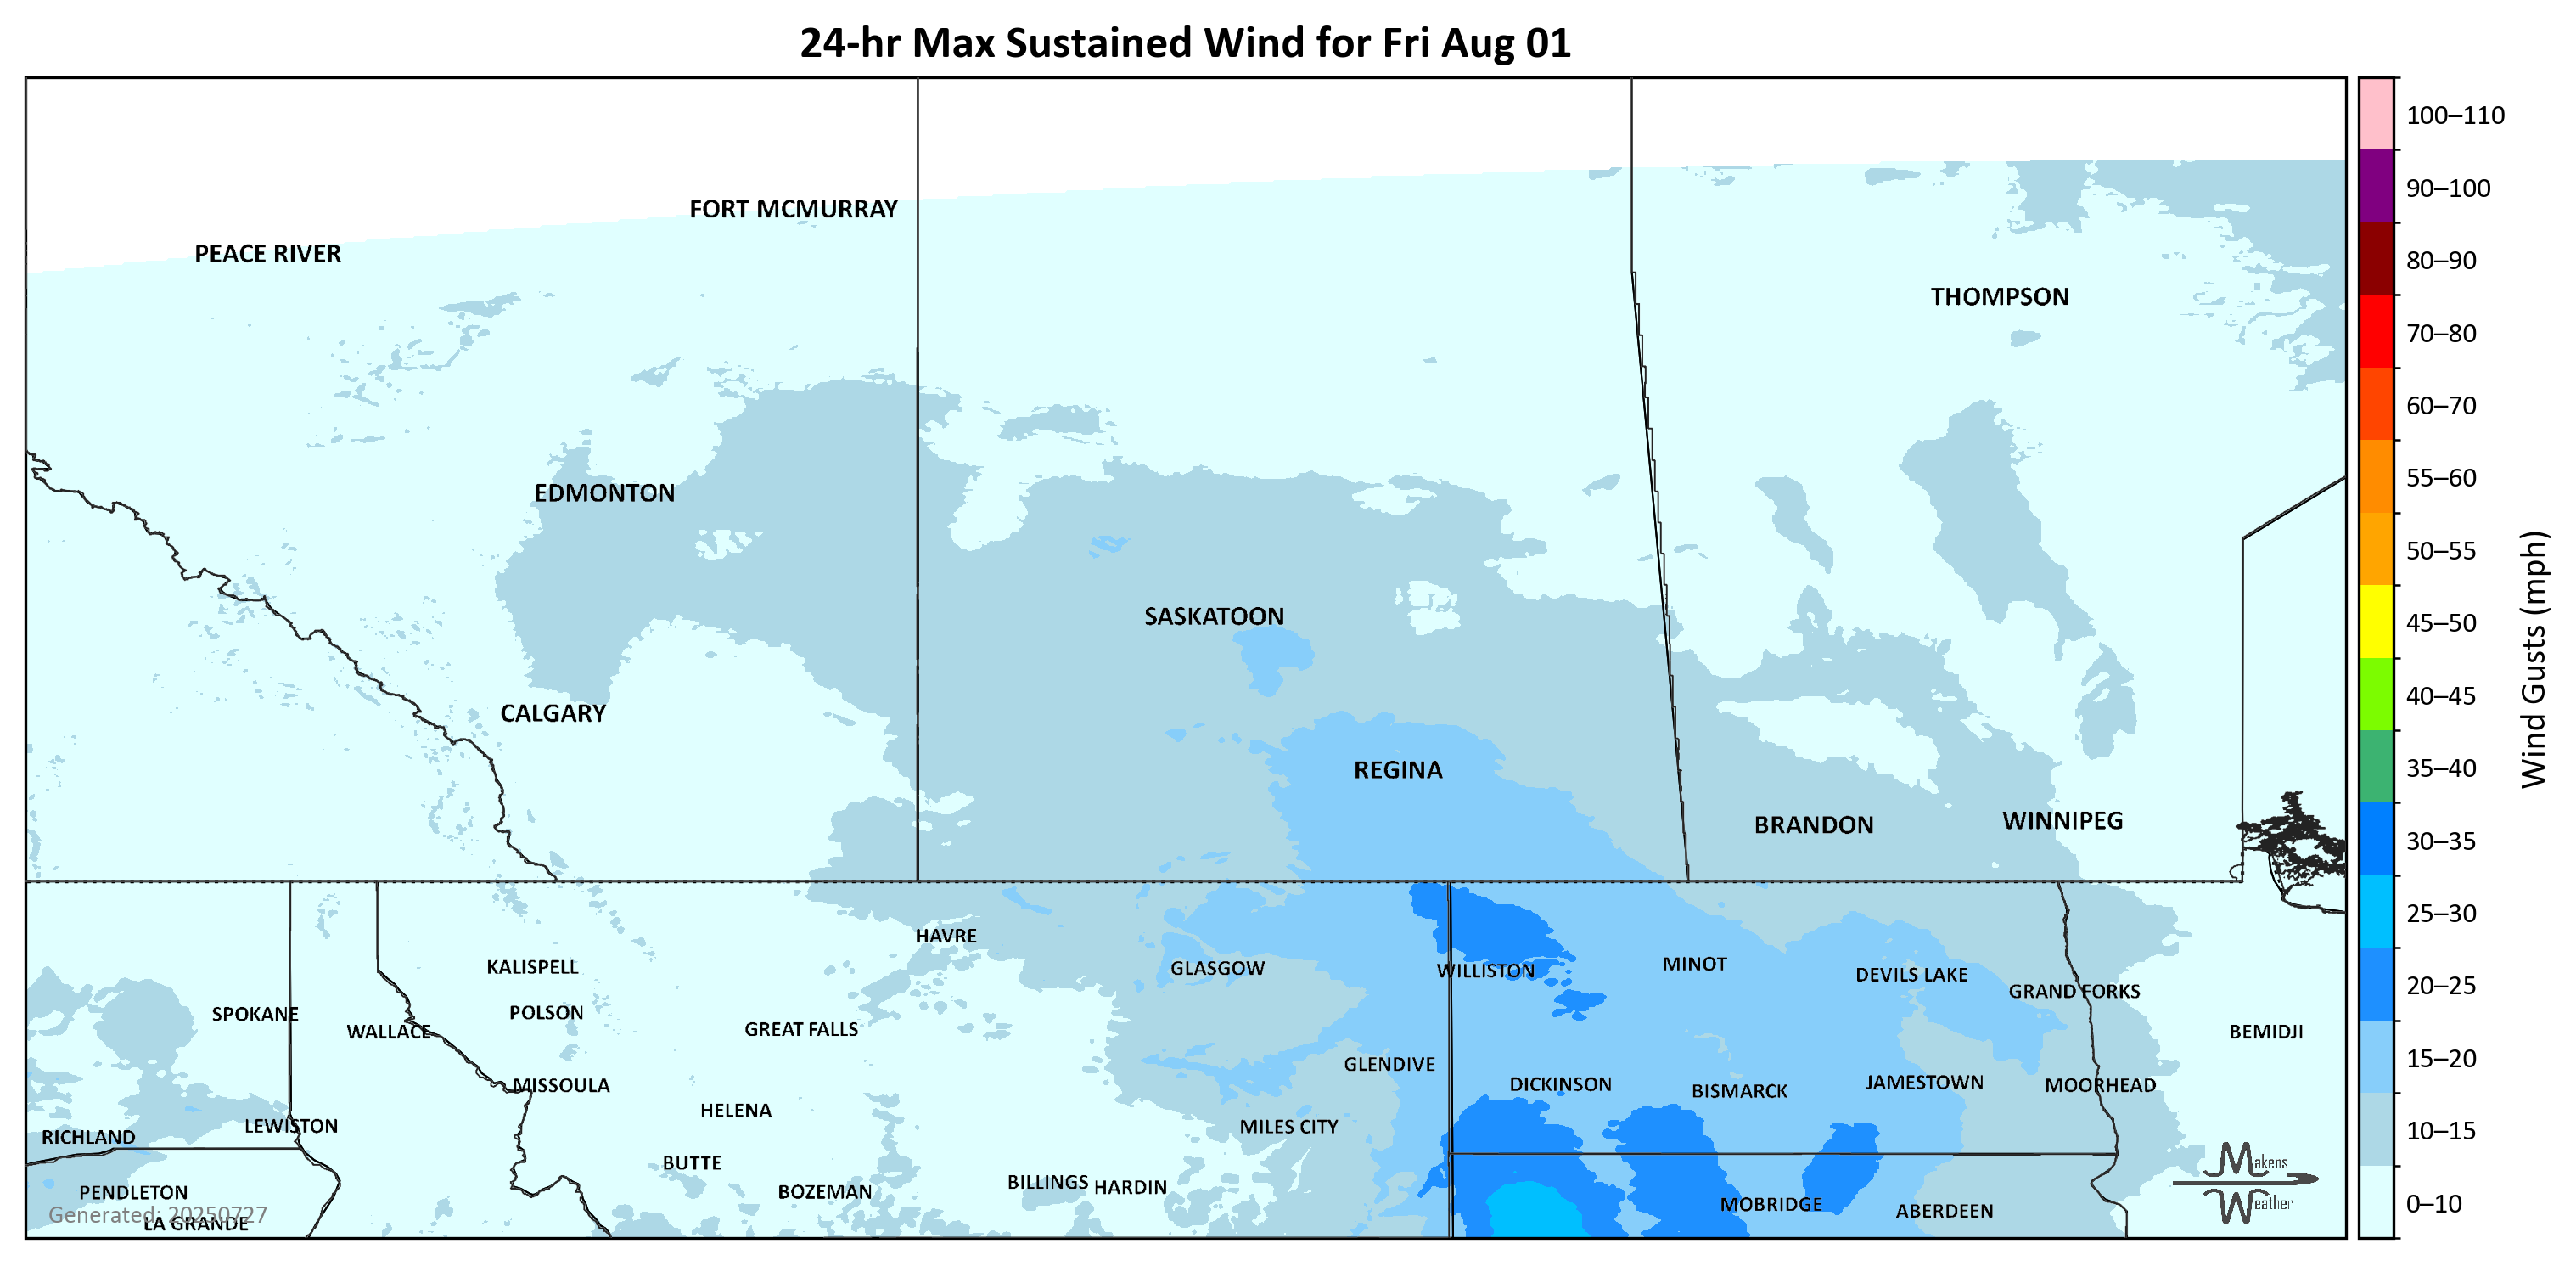 24-hr Max Sustained Wind for Fri Aug 01
100–110
FORT MCMURRAY
90–100
PEACE RIVER
80–90
THOMPSON
70–80
60–70
EDMONTON
55–60
50–55
SASKATOON
45–50
Wind Gusts (mph)
CALGARY
40–45
REGINA
35–40
BRANDON
WINNIPEG
30–35
HAVRE
25–30
KALISPELL
GLASGOW
WILLISTON
MINOT
DEVILS LAKE
20–25
GRAND FORKS
SPOKANE
POLSON
WALLACE
GREAT FALLS
BEMIDJI
GLENDIVE
15–20
MISSOULA
DICKINSON
BISMARCK
JAMESTOWN
MOORHEAD
HELENA
LEWISTON
MILES CITY
10–15
RICHLAND
BUTTE
Makens
Weather
PENDLETON
BOZEMAN
BILLINGS
HARDIN
MOBRIDGE
ABERDEEN
0–10
Generated: 20250727
LA GRANDE